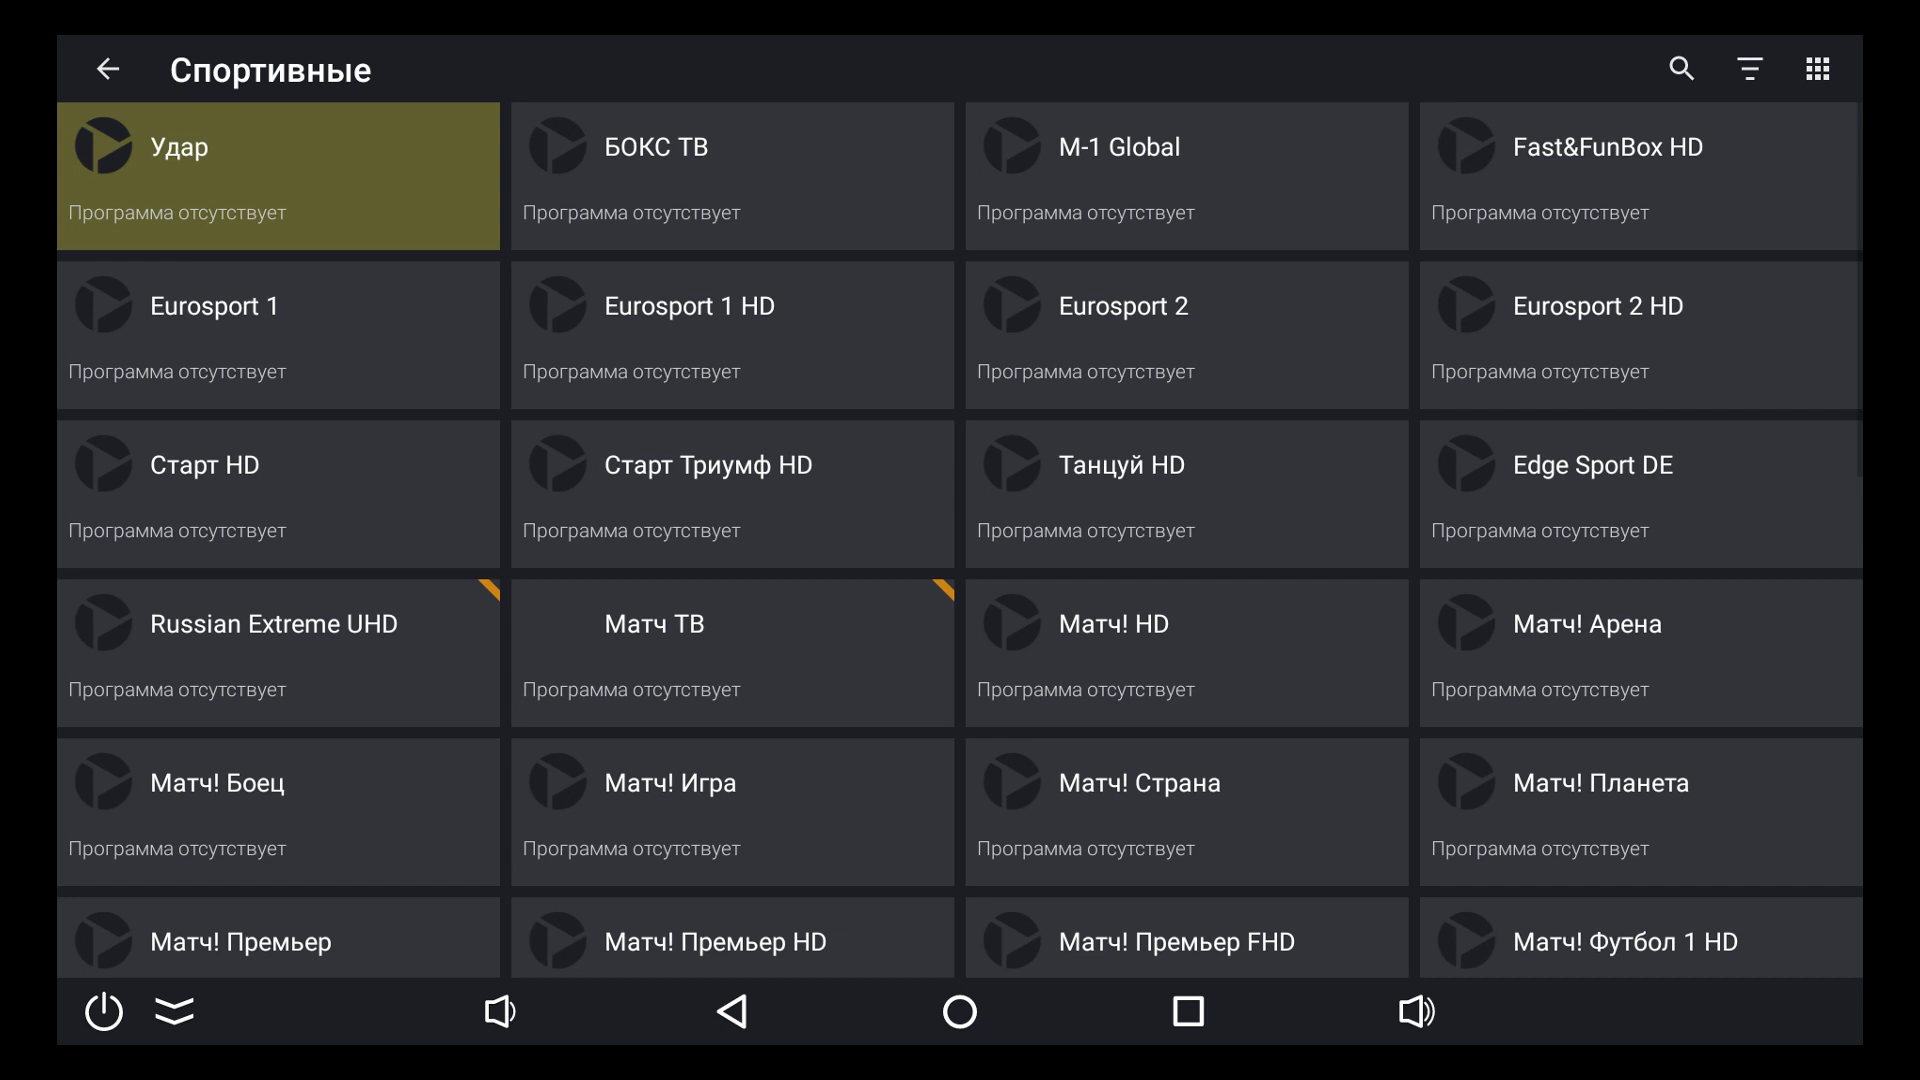 Спортивные
Удар
БОКС ТВ
M-1 Global
Fast&FunBox HD
Программа отсутствует
Программа отсутствует
Программа отсутствует
Программа отсутствует
Eurosport 1
Eurosport 1 HD
Eurosport 2
Eurosport 2 HD
Программа отсутствует
Программа отсутствует
Программа отсутствует
Программа отсутствует
Старт HD
Старт Триумф HD
Танцуй HD
Edge Sport DE
Программа отсутствует
Программа отсутствует
Программа отсутствует
Программа отсутствует
Russian Extreme UHD
Матч ТВ
Матч! HD
Матч! Арена
Программа отсутствует
Программа отсутствует
Программа отсутствует
Программа отсутствует
Матч! Боец
Матч! Игра
Матч! Страна
Матч! Планета
Программа отсутствует
Программа отсутствует
Программа отсутствует
Программа отсутствует
Матч! Премьер
Матч! Премьер HD
Матч! Премьер FHD
Матч! Футбол 1 HD